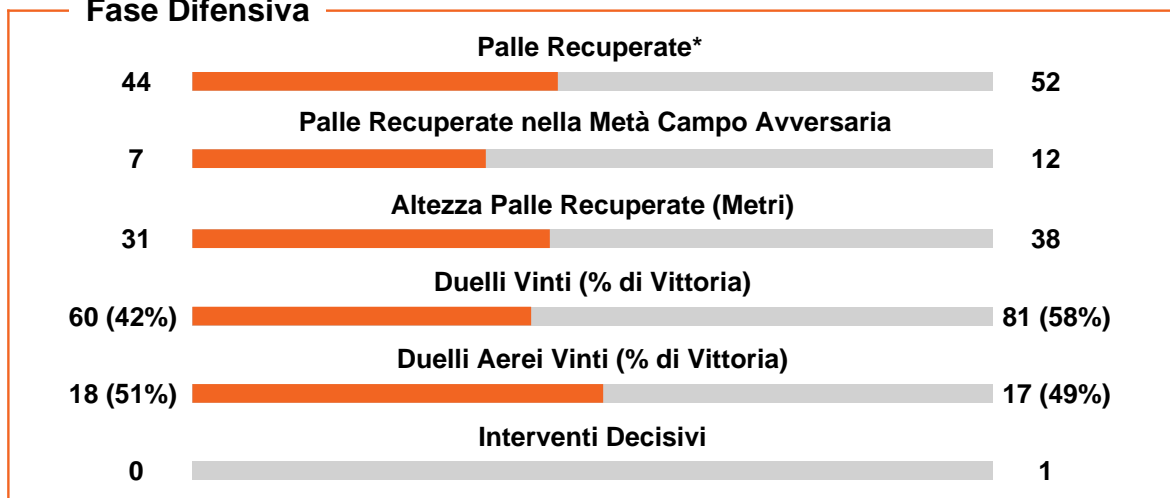 Fase Difensiva
Palle Recuperate*
44 52
Palle Recuperate nella Metà Campo Avversaria
7 12
Altezza Palle Recuperate (Metri)
31 38
Duelli Vinti (% di Vittoria)
60 (42%) 81 (58%)
Duelli Aerei Vinti (% di Vittoria)
18 (51%) 17 (49%)
Interventi Decisivi
0 1